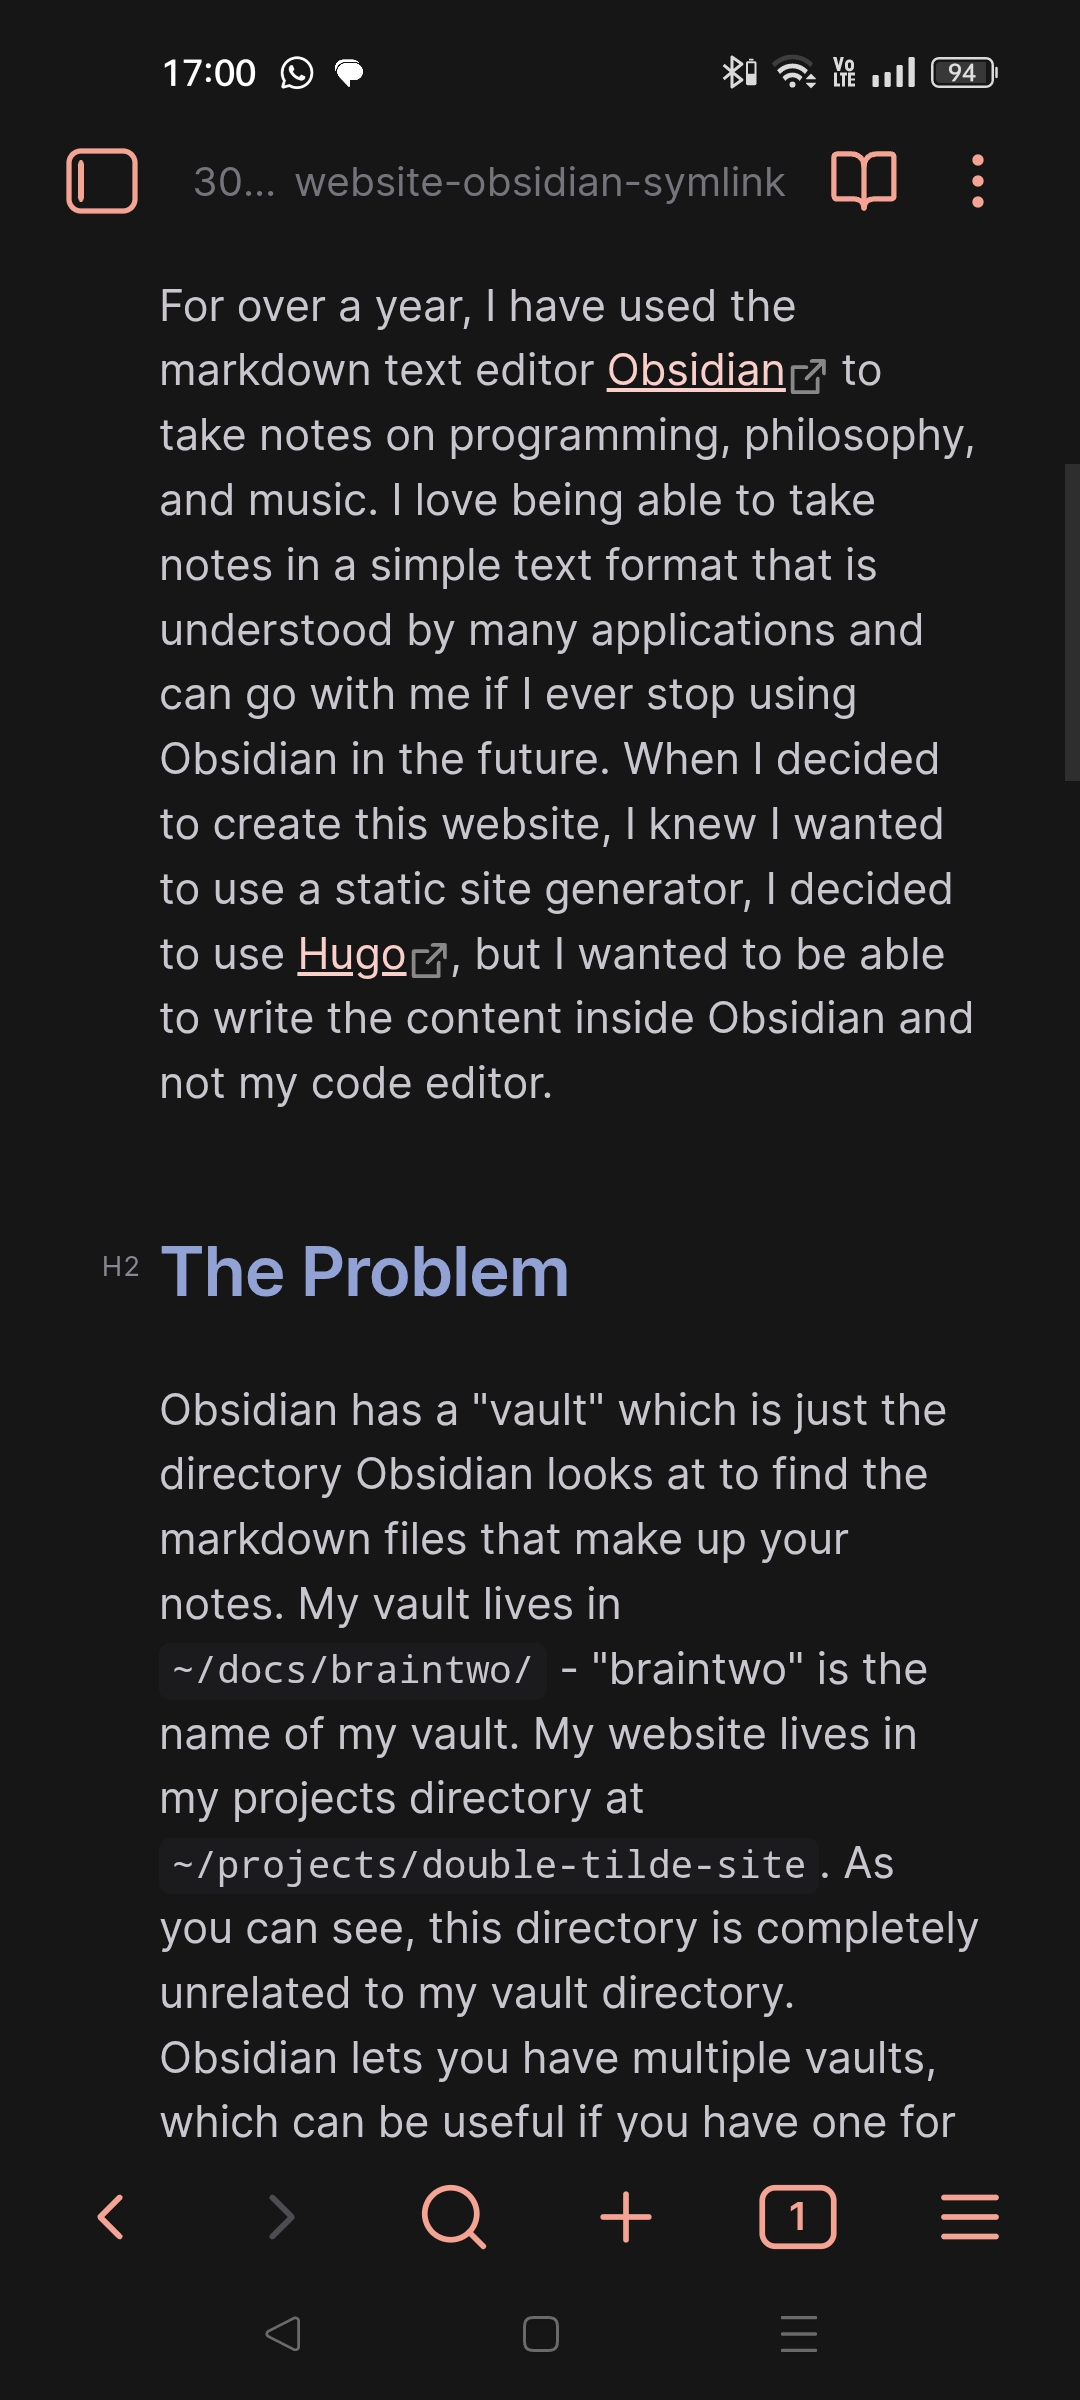 17:00
Vo
LTE
94
30... website-obsidian-symlink
For over a year, I have used the
markdown text editor Obsidian to
take notes on programming, philosophy,
and music. I love being able to take
notes in a simple text format that is
understood by many applications and
can go with me if I ever stop using
Obsidian in the future. When I decided
to create this website, I knew I wanted
to use a static site generator, I decided
to use Hugo, but I wanted to be able
to write the content inside Obsidian and
not my code editor.
H2 The Problem
Obsidian has a "vault" which is just the
directory Obsidian looks at to find the
markdown files that make up your
notes. My vault lives in
~/docs/braintwo/ - "braintwo" is the
name of my vault. My website lives in
my projects directory at
~/projects/double-tilde-site. As
you can see, this directory is completely
unrelated to my vault directory.
Obsidian lets you have multiple vaults,
which can be useful if you have one for
1